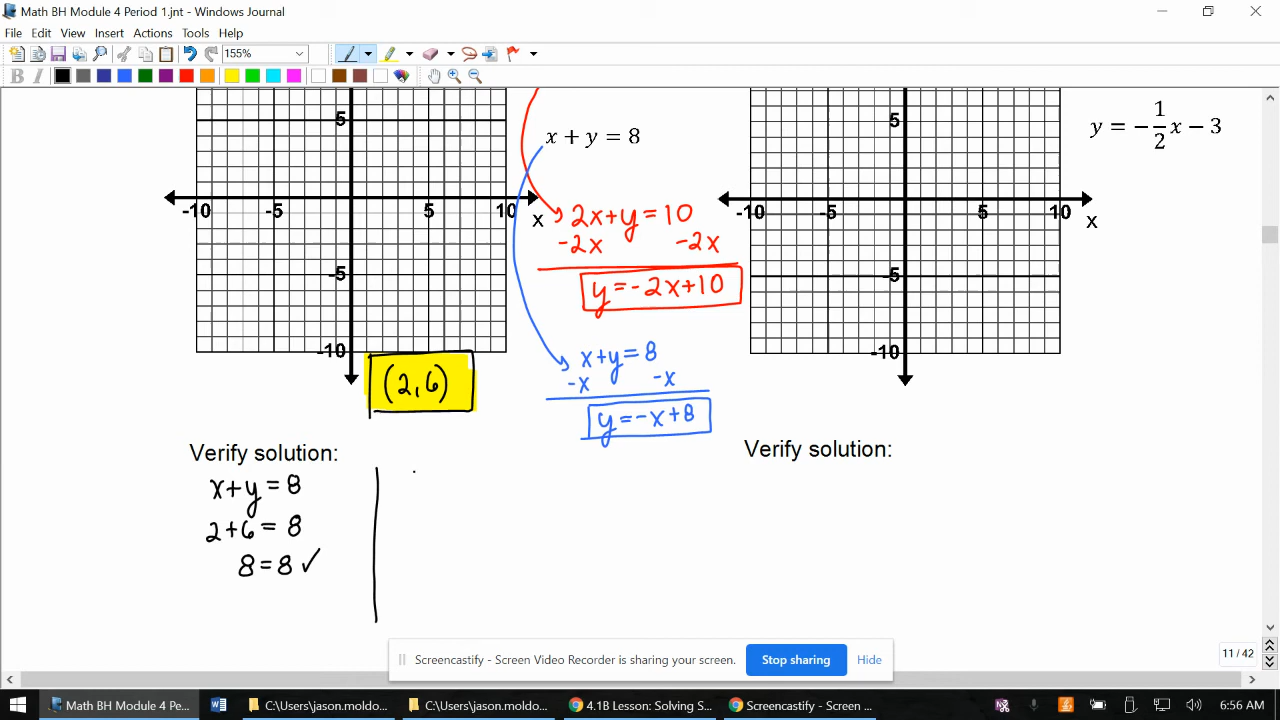 Math BH Module 4 Period 1.jnt - Windows Journal
File Edit View Insert Actions Tools Help
155%
B I
5
-10 -5 5 10 x
-5
-10
x + y = 8
2x+y=10
-2x -2x
y=-2x+10
x+y=8
-x -x
y=-x+8
(2,6)
Verify solution:
x+y=8
2+6=8
8=8✓
5
-10 -5 5 10 x
-5
-10
y = -1/2x - 3
Verify solution:
Screencastify - Screen Video Recorder is sharing your screen. Stop sharing Hide
11 / 42
Math BH Module 4 Pe... C:\Users\jason.moldo... C:\Users\jason.moldo... 4.1B Lesson: Solving S... Screencastify - Screen ... 6:56 AM